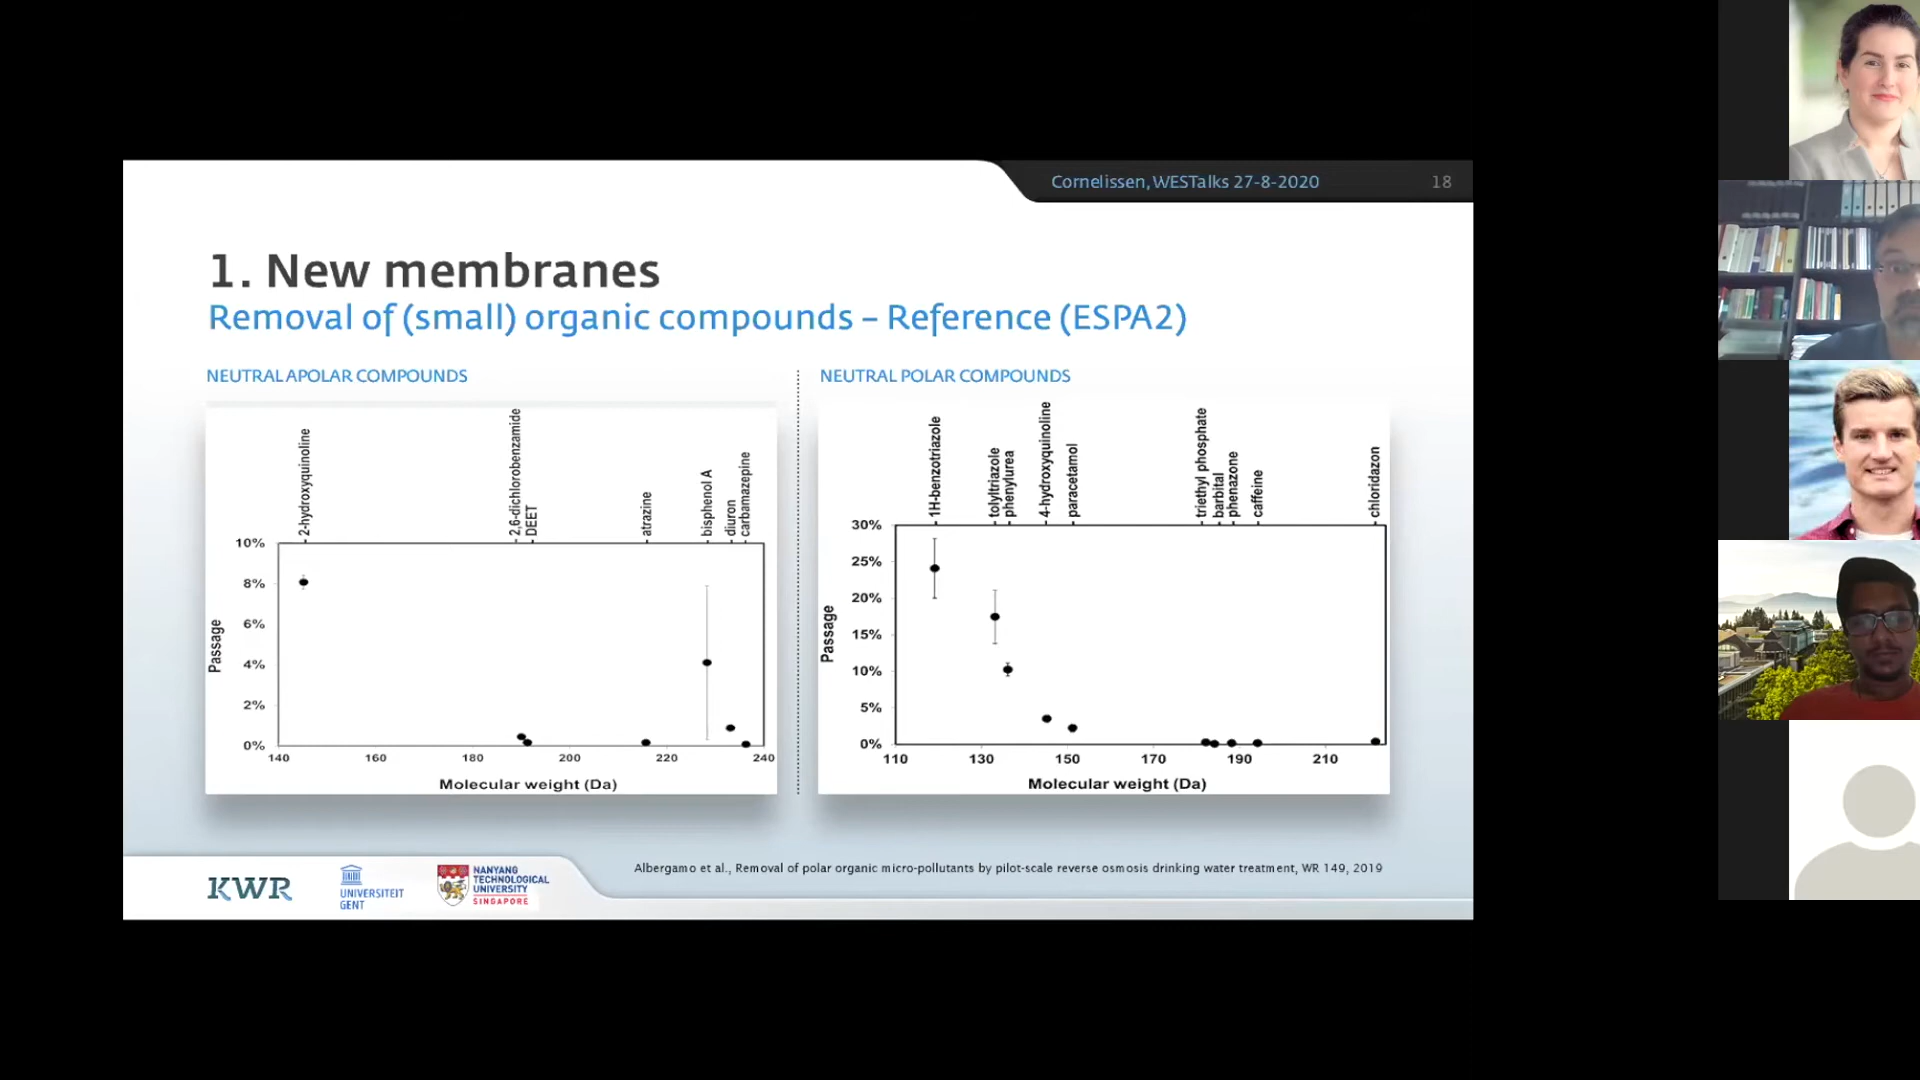 Cornelissen, WESTalks 27-8-2020 18
1. New membranes
Removal of (small) organic compounds – Reference (ESPA2)
NEUTRAL APOLAR COMPOUNDS
2-hydroxyquinoline
2,6-dichlorobenzamide
DEET
atrazine
bisphenol A
diuron
carbamazepine
10%
8%
6%
4%
2%
0%
Passage
140 160 180 200 220 240
Molecular weight (Da)
NEUTRAL POLAR COMPOUNDS
1H-benzotriazole
tolyltriazole
phenylurea
4-hydroxyquinoline
paracetamol
triethyl phosphate
barbital
phenazone
caffeine
chloridazon
30%
25%
20%
15%
10%
5%
0%
Passage
110 130 150 170 190 210
Molecular weight (Da)
Albergamo et al., Removal of polar organic micro-pollutants by pilot-scale reverse osmosis drinking water treatment, WR 149, 2019
KWR
UNIVERSITEIT
GENT
NANYANG
TECHNOLOGICAL
UNIVERSITY
SINGAPORE